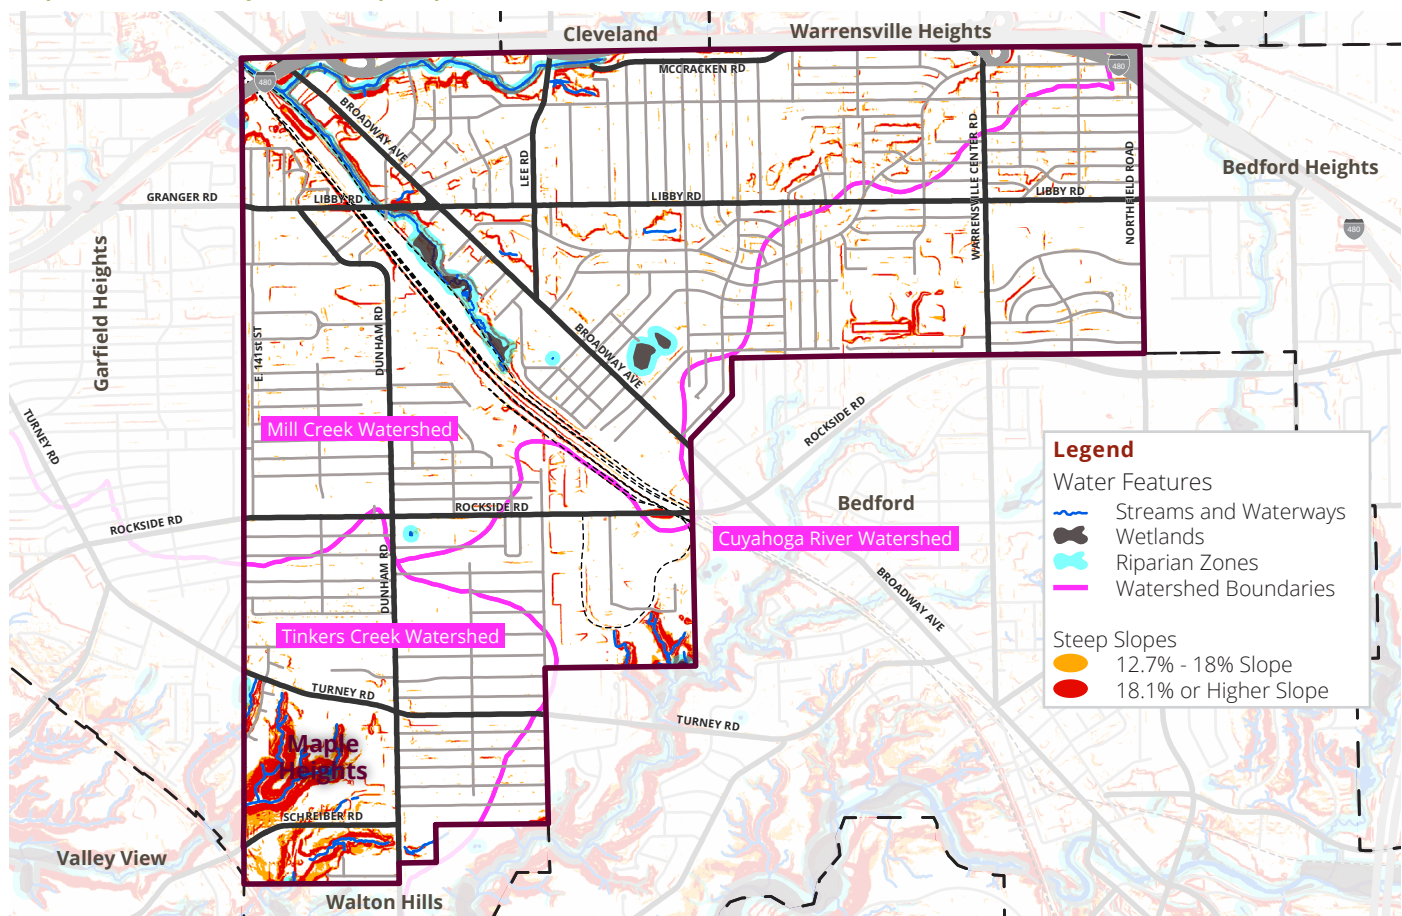 Cleveland
Warrensville Heights
MCCRACKEN RD
480
480
BROADWAY AVE
LEE RD
WARRENSVILLE CENTER RD
NORTHFIELD ROAD
Bedford Heights
GRANGER RD
LIBBY RD
LIBBY RD
LIBBY RD
480
Garfield Heights
E. 141st ST
DUNHAM RD
BROADWAY AVE
TURNEY RD
Mill Creek Watershed
ROCKSIDE RD
Legend
Water Features
Streams and Waterways
Wetlands
Riparian Zones
Watershed Boundaries
Steep Slopes
12.7% - 18% Slope
18.1% or Higher Slope
Bedford
ROCKSIDE RD
ROCKSIDE RD
Cuyahoga River Watershed
DUNHAM RD
BROADWAY AVE
Tinkers Creek Watershed
TURNEY RD
TURNEY RD
Maple
Heights
SCHREIBER RD
Valley View
Walton Hills